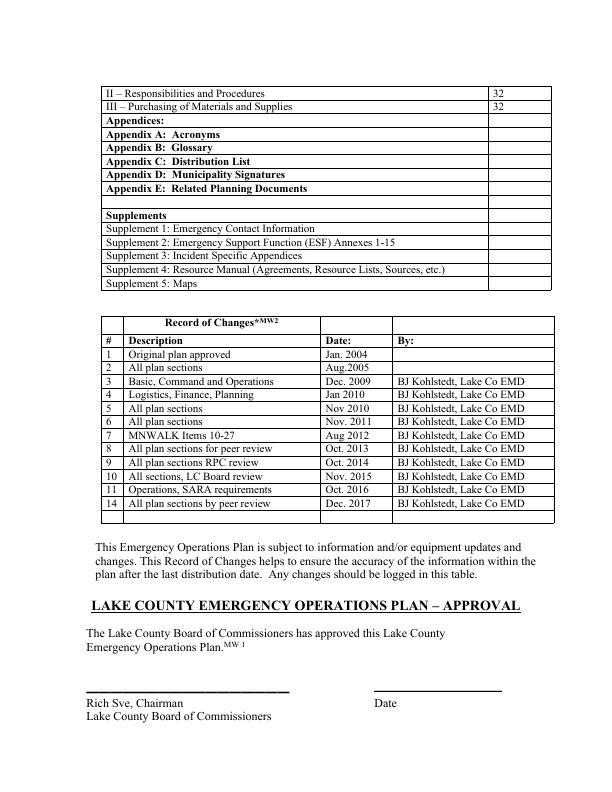 II – Responsibilities and Procedures 32
III – Purchasing of Materials and Supplies 32
Appendices:
Appendix A:  Acronyms
Appendix B:  Glossary
Appendix C:  Distribution List
Appendix D:  Municipality Signatures
Appendix E:  Related Planning Documents
Supplements
Supplement 1: Emergency Contact Information
Supplement 2: Emergency Support Function (ESF) Annexes 1-15
Supplement 3: Incident Specific Appendices
Supplement 4: Resource Manual (Agreements, Resource Lists, Sources, etc.)
Supplement 5: Maps
Record of Changes*MW2
# Description Date: By:
1 Original plan approved Jan. 2004
2 All plan sections Aug.2005
3 Basic, Command and Operations Dec. 2009 BJ Kohlstedt, Lake Co EMD
4 Logistics, Finance, Planning Jan 2010 BJ Kohlstedt, Lake Co EMD
5 All plan sections Nov 2010 BJ Kohlstedt, Lake Co EMD
6 All plan sections Nov. 2011 BJ Kohlstedt, Lake Co EMD
7 MNWALK Items 10-27 Aug 2012 BJ Kohlstedt, Lake Co EMD
8 All plan sections for peer review Oct. 2013 BJ Kohlstedt, Lake Co EMD
9 All plan sections RPC review Oct. 2014 BJ Kohlstedt, Lake Co EMD
10 All sections, LC Board review Nov. 2015 BJ Kohlstedt, Lake Co EMD
11 Operations, SARA requirements Oct. 2016 BJ Kohlstedt, Lake Co EMD
14 All plan sections by peer review Dec. 2017 BJ Kohlstedt, Lake Co EMD
This Emergency Operations Plan is subject to information and/or equipment updates and
changes. This Record of Changes helps to ensure the accuracy of the information within the
plan after the last distribution date.  Any changes should be logged in this table.
LAKE COUNTY EMERGENCY OPERATIONS PLAN – APPROVAL
The Lake County Board of Commissioners has approved this Lake County
Emergency Operations Plan.MW 1
Rich Sve, Chairman Date
Lake County Board of Commissioners